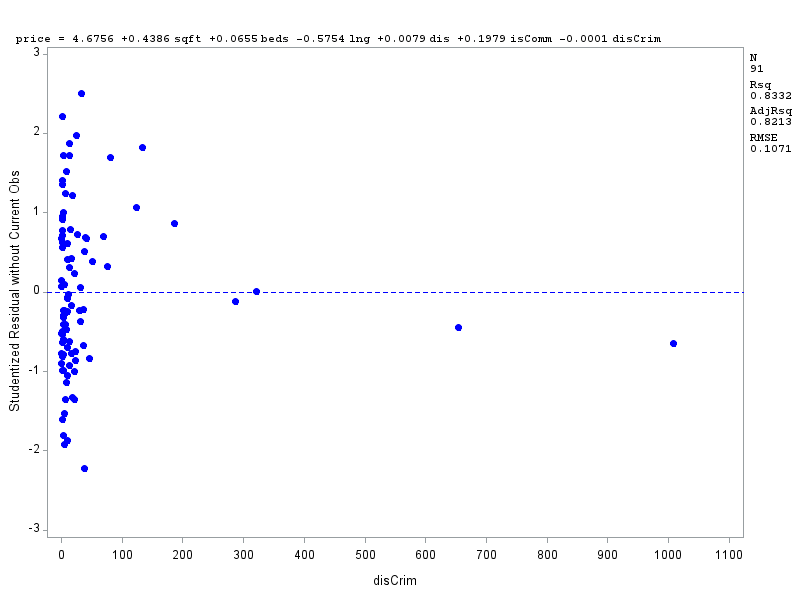 price = 4.6756 +0.4386 sqft +0.0655 beds -0.5754 lng +0.0079 dis +0.1979 isComm -0.0001 disCrim
N
91
Rsq
0.8332
AdjRsq
0.8213
RMSE
0.1071
3
2
1
0
-1
-2
-3
Studentized Residual without Current Obs
0 100 200 300 400 500 600 700 800 900 1000 1100
disCrim